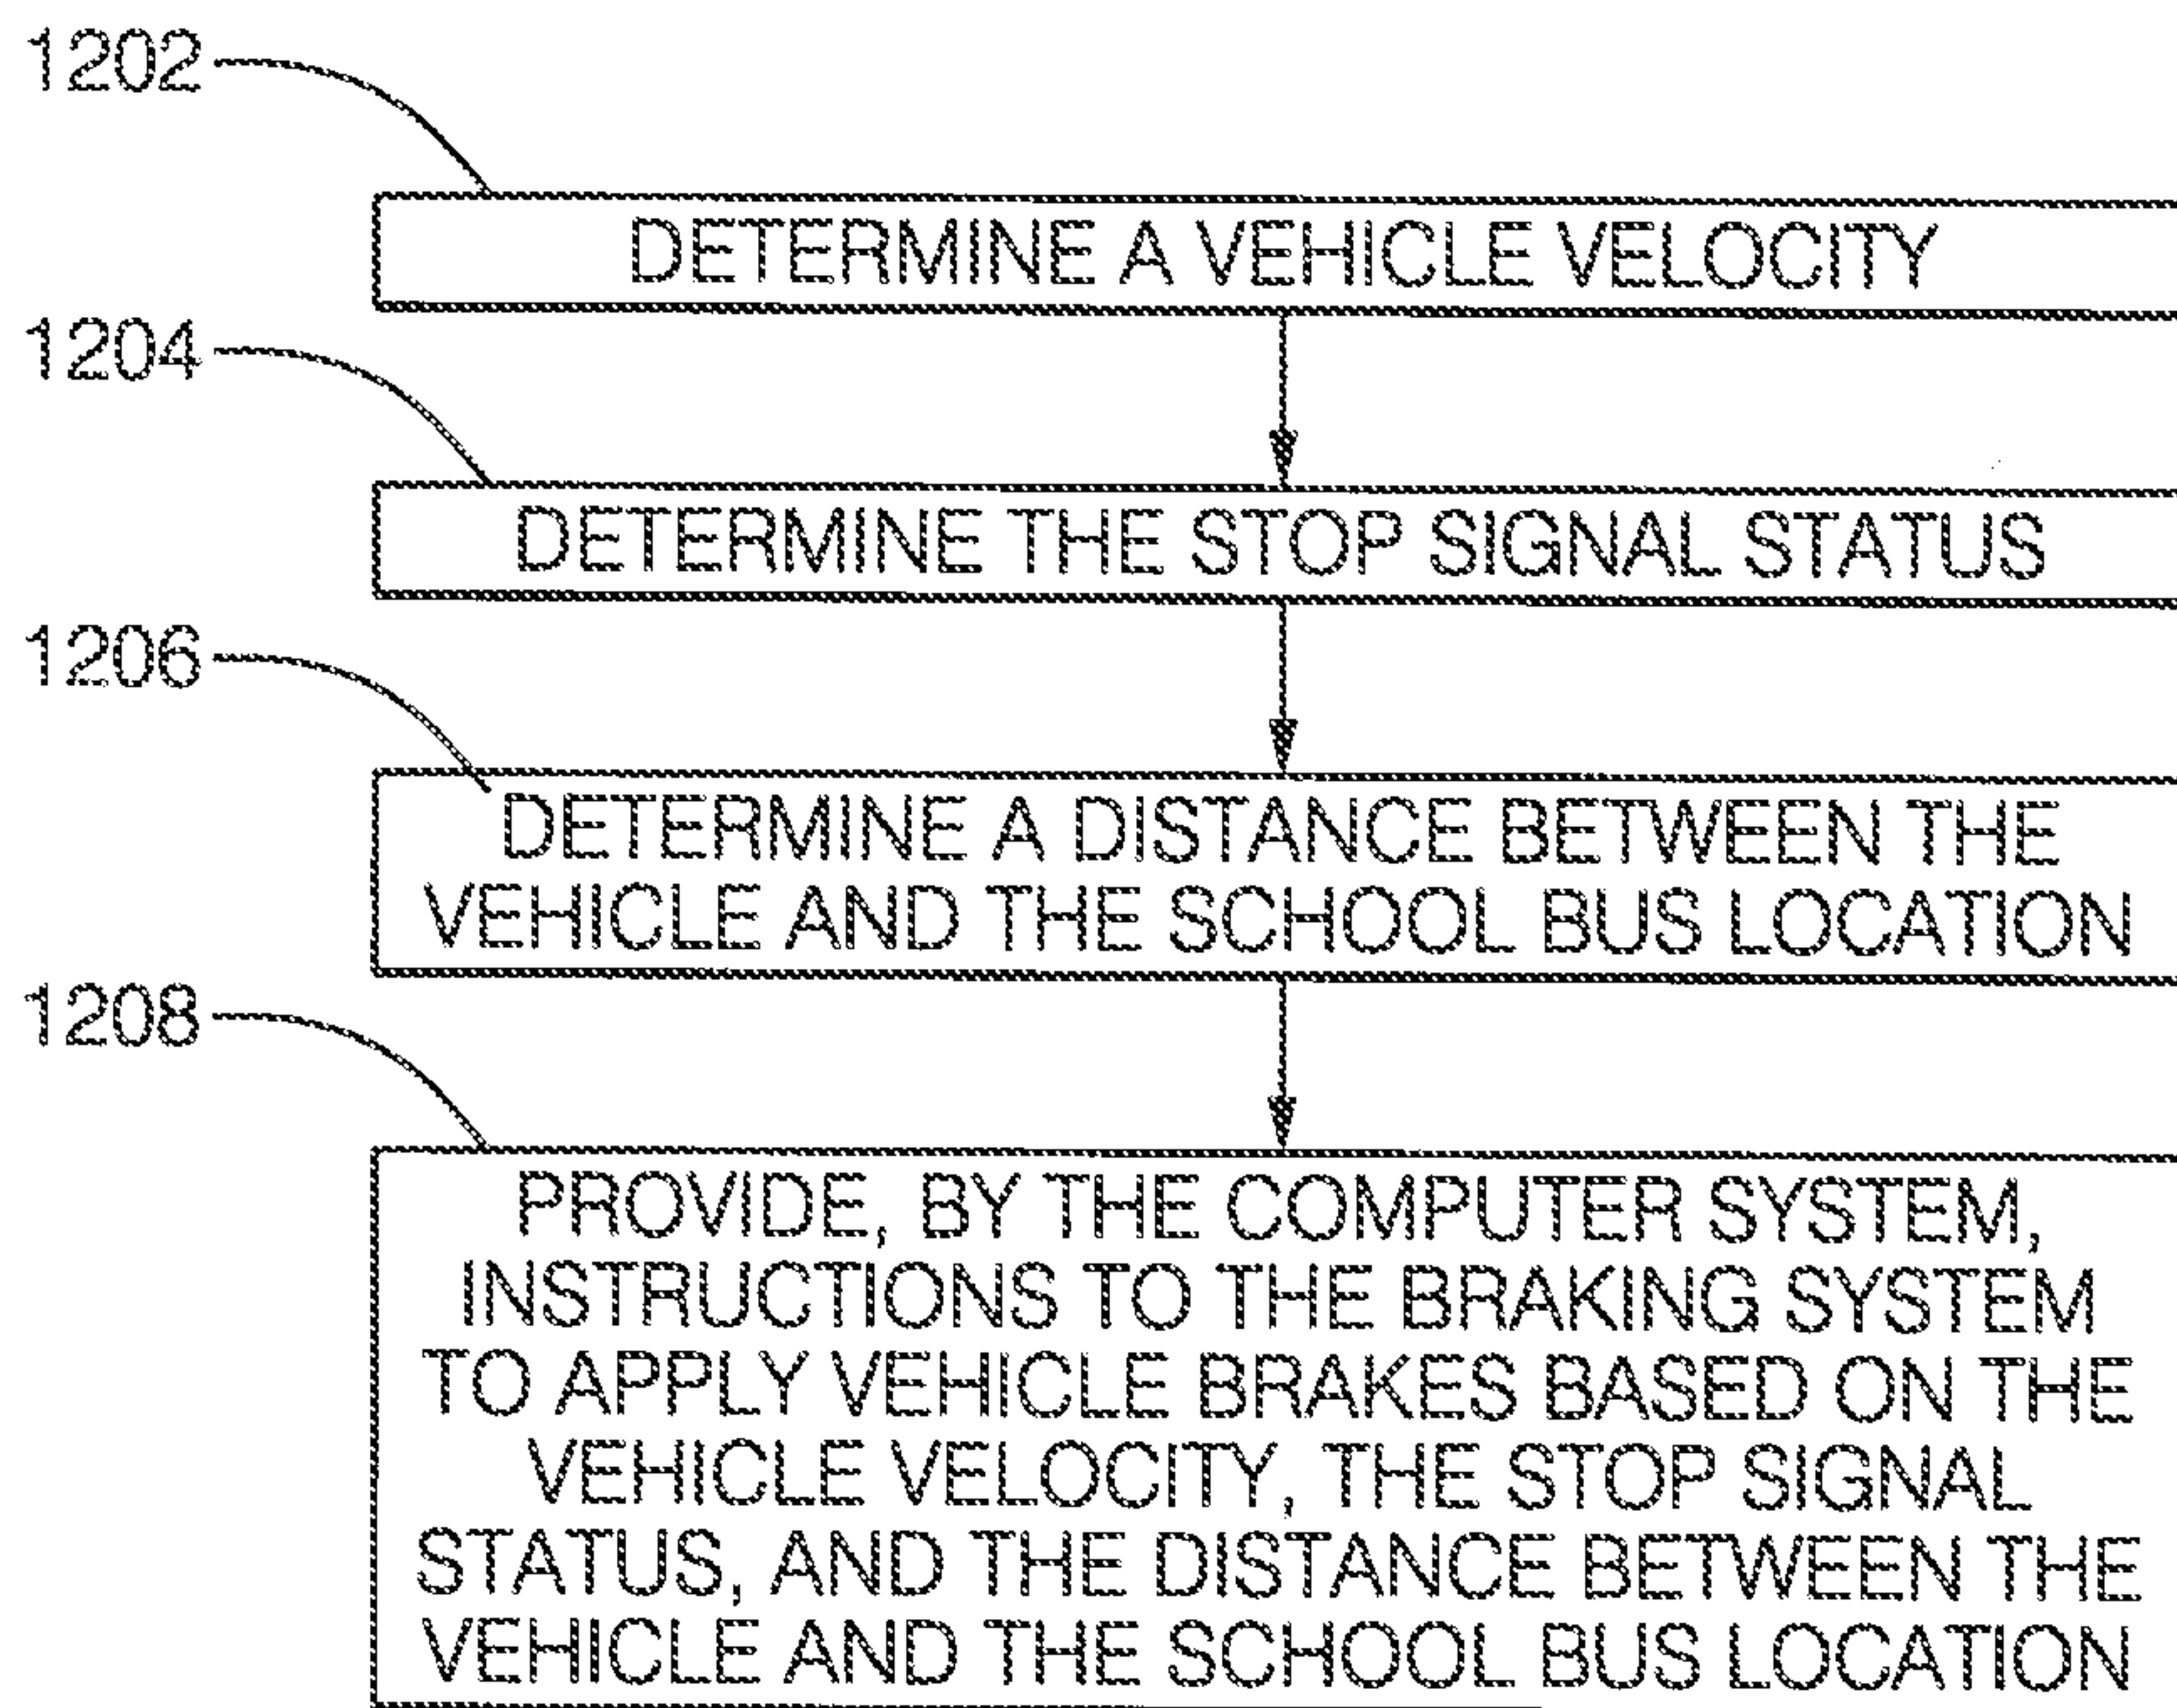 1202
DETERMINE A VEHICLE VELOCITY
1204
DETERMINE THE STOP SIGNAL STATUS
1206
DETERMINE A DISTANCE BETWEEN THE
VEHICLE AND THE SCHOOL BUS LOCATION
1208
PROVIDE, BY THE COMPUTER SYSTEM,
INSTRUCTIONS TO THE BRAKING SYSTEM
TO APPLY VEHICLE BRAKES BASED ON THE
VEHICLE VELOCITY, THE STOP SIGNAL
STATUS, AND THE DISTANCE BETWEEN THE
VEHICLE AND THE SCHOOL BUS LOCATION